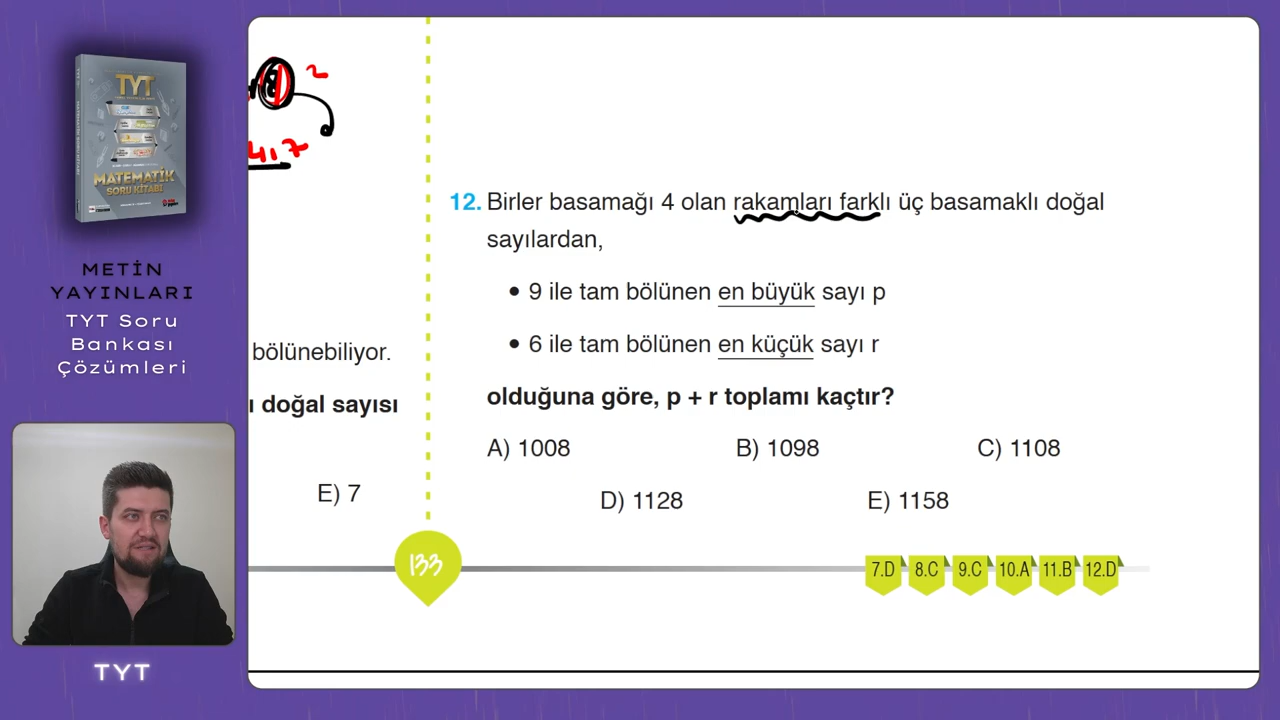 TYT
MATEMATİK
SORU KİTABI
METİN
YAYINLARI
TYT Soru
Bankası
Çözümleri
TYT
2
417
bölünebiliyor.
ı doğal sayısı
E) 7
133
12. Birler basamağı 4 olan rakamları farklı üç basamaklı doğal
sayılardan,
• 9 ile tam bölünen en büyük sayı p
• 6 ile tam bölünen en küçük sayı r
olduğuna göre, p + r toplamı kaçtır?
A) 1008 B) 1098 C) 1108
D) 1128 E) 1158
7.D 8.C 9.C 10.A 11.B 12.D